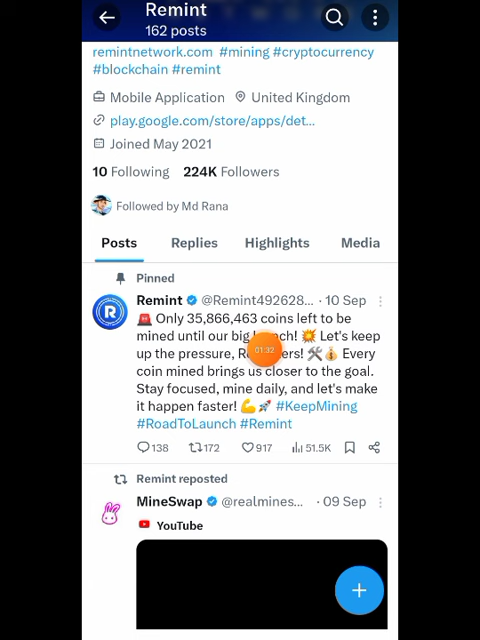 Remint
162 posts
remintnetwork.com #mining #cryptocurrency
#blockchain #remint
Mobile Application United Kingdom
play.google.com/store/apps/det...
Joined May 2021
10 Following 224K Followers
Followed by Md Rana
Posts Replies Highlights Media
Pinned
Remint @Remint492628... · 10 Sep
🚨 Only 35,866,463 coins left to be
mined until our big! 💥 Let's keep
01:32
up the pressure, 🛠️💰 Every
coin mined brings us closer to the goal.
Stay focused, mine daily, and let's make
it happen faster! 💪🚀 #KeepMining
#RoadToLaunch #Remint
138 172 917 51.5K
Remint reposted
MineSwap @realmines... · 09 Sep
YouTube